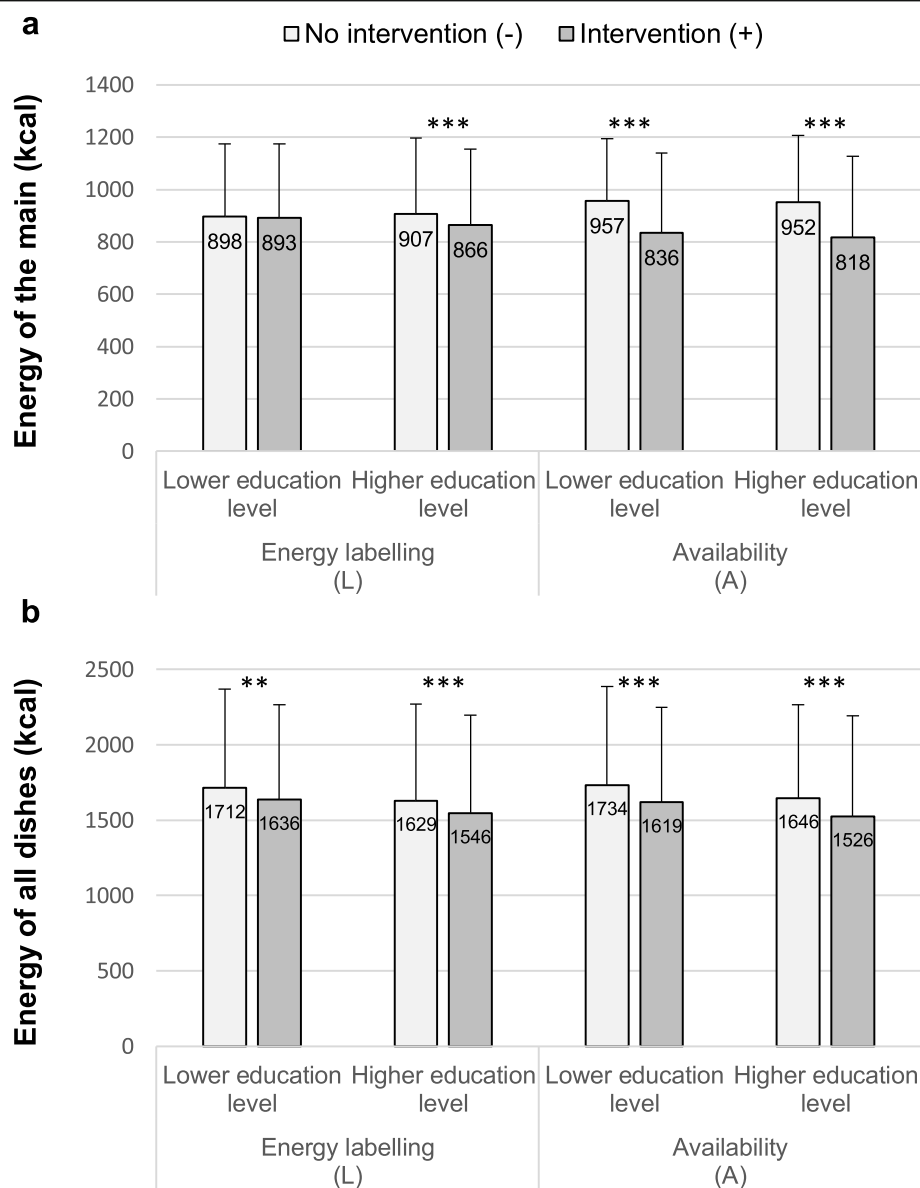 a
No intervention (-) Intervention (+)
Energy of the main (kcal)
1400
1200
1000
800
600
400
200
0
*** *** ***
898 893 907 866 957 836 952 818
Lower education level Higher education level Lower education level Higher education level
Energy labelling (L) Availability (A)
b
Energy of all dishes (kcal)
2500
2000
1500
1000
500
0
** *** *** ***
1712 1636 1629 1546 1734 1619 1646 1526
Lower education level Higher education level Lower education level Higher education level
Energy labelling (L) Availability (A)